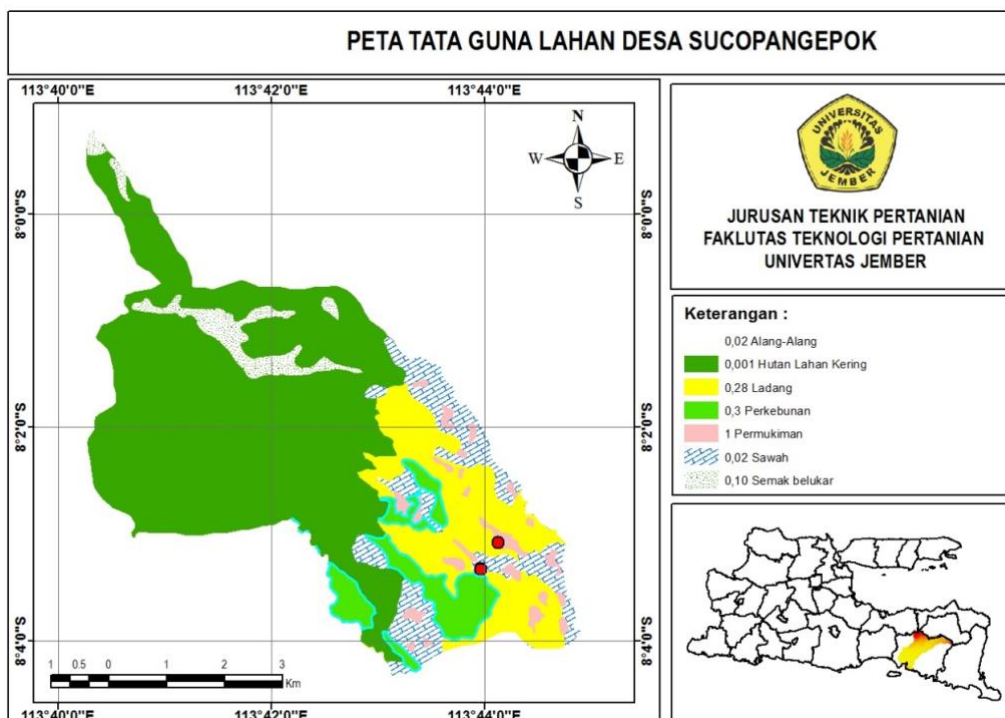 PETA TATA GUNA LAHAN DESA SUCOPANGEPOK
113°40'0"E 113°42'0"E 113°44'0"E
N
W E
S
8°0'0"S 8°0'0"S
8°2'0"S 8°2'0"S
8°4'0"S 8°4'0"S
1 0.5 0 1 2 3
Km
113°40'0"E 113°42'0"E 113°44'0"E
UNIVERSITAS
JEMBER
JURUSAN TEKNIK PERTANIAN
FAKLUTAS TEKNOLOGI PERTANIAN
UNIVERTAS JEMBER
Keterangan :
0,02 Alang-Alang
0,001 Hutan Lahan Kering
0,28 Ladang
0,3 Perkebunan
1 Permukiman
0,02 Sawah
0,10 Semak belukar